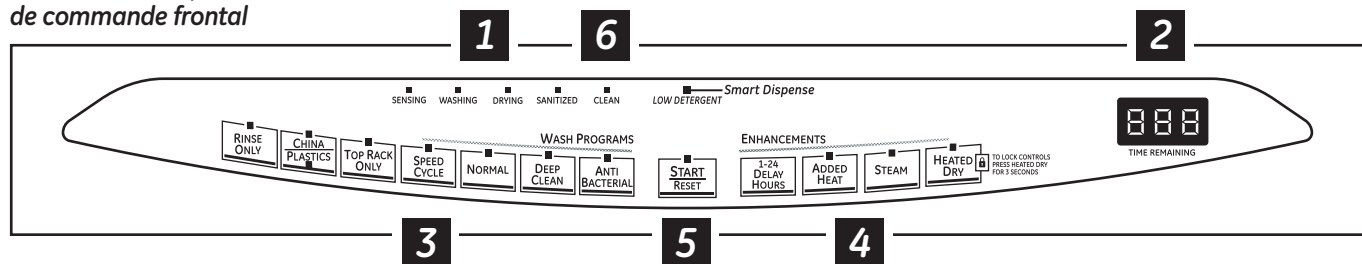 de commande frontal
1
6
2
SENSING WASHING DRYING SANITIZED CLEAN
LOW DETERGENT
Smart Dispense
888
TIME REMAINING
WASH PROGRAMS
ENHANCEMENTS
RINSE
ONLY
CHINA
PLASTICS
TOP RACK
ONLY
SPEED
CYCLE
NORMAL
DEEP
CLEAN
ANTI
BACTERIAL
START
RESET
1-24
DELAY
HOURS
ADDED
HEAT
STEAM
HEATED
DRY
TO LOCK CONTROLS
PRESS HEATED DRY
FOR 3 SECONDS
3
5
4